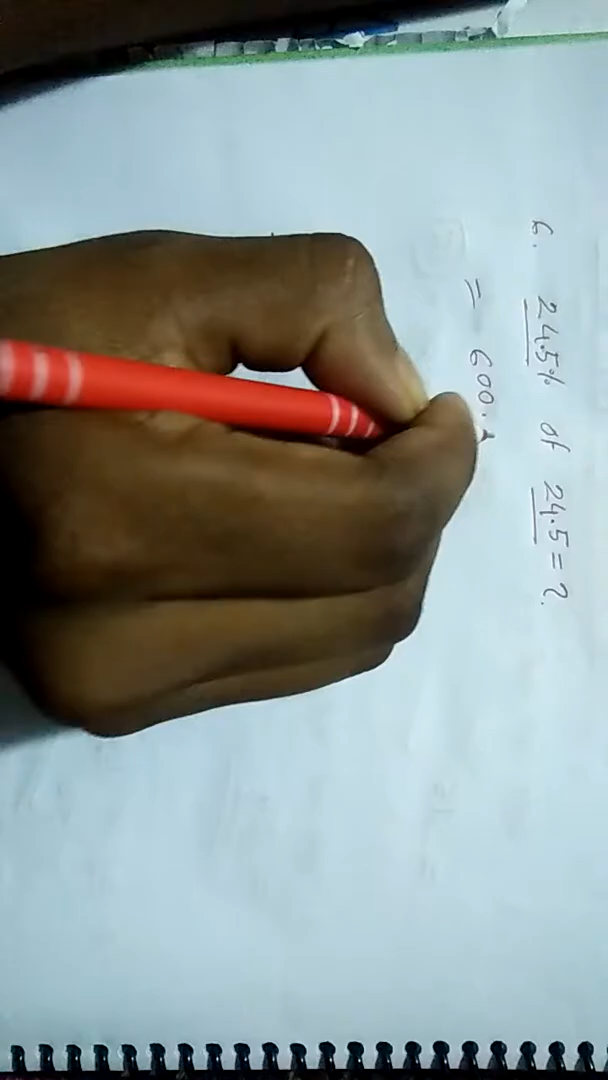 6. 24.5% of 24.5 = ?.
= 600.